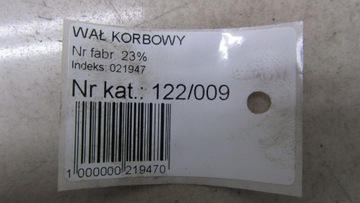 WAŁ KORBOWY
Nr fabr. 23%
Indeks: 021947
Nr kat.: 122/009
1 000000 219470